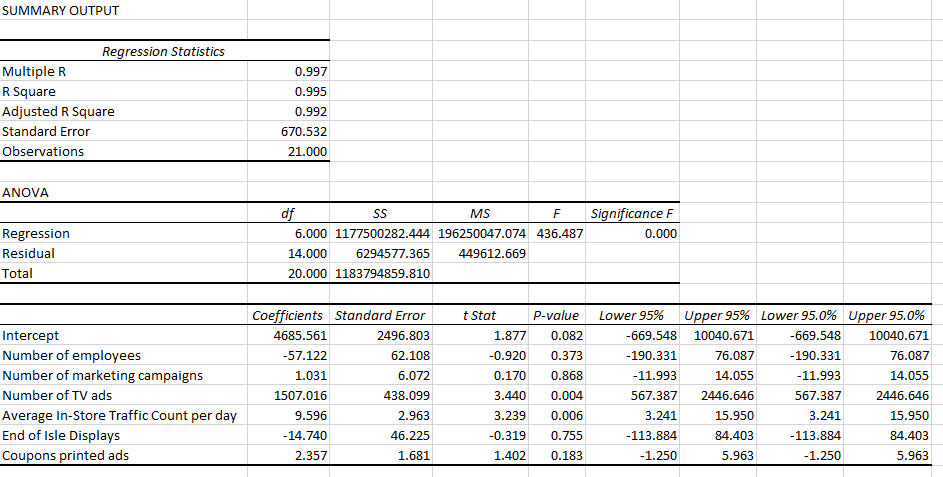 SUMMARY OUTPUT
Regression Statistics
Multiple R 0.997
R Square 0.995
Adjusted R Square 0.992
Standard Error 670.532
Observations 21.000
ANOVA
df SS MS F Significance F
Regression 6.000 1177500282.444 196250047.074 436.487 0.000
Residual 14.000 6294577.365 449612.669
Total 20.000 1183794859.810
Coefficients Standard Error t Stat P-value Lower 95% Upper 95% Lower 95.0% Upper 95.0%
Intercept 4685.561 2496.803 1.877 0.082 -669.548 10040.671 -669.548 10040.671
Number of employees -57.122 62.108 -0.920 0.373 -190.331 76.087 -190.331 76.087
Number of marketing campaigns 1.031 6.072 0.170 0.868 -11.993 14.055 -11.993 14.055
Number of TV ads 1507.016 438.099 3.440 0.004 567.387 2446.646 567.387 2446.646
Average In-Store Traffic Count per day 9.596 2.963 3.239 0.006 3.241 15.950 3.241 15.950
End of Isle Displays -14.740 46.225 -0.319 0.755 -113.884 84.403 -113.884 84.403
Coupons printed ads 2.357 1.681 1.402 0.183 -1.250 5.963 -1.250 5.963